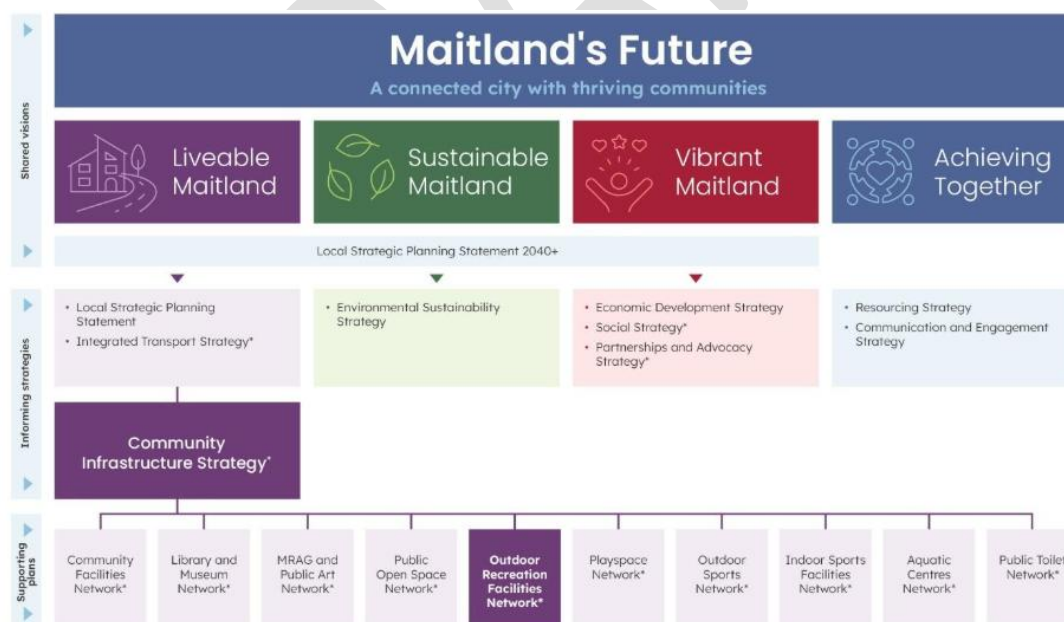 Maitland's Future
A connected city with thriving communities
Shared visions
Liveable
Maitland
Sustainable
Maitland
Vibrant
Maitland
Achieving
Together
Local Strategic Planning Statement 2040+
Informing strategies
• Local Strategic Planning
Statement
• Integrated Transport Strategy*
• Environmental Sustainability
Strategy
• Economic Development Strategy
• Social Strategy*
• Partnerships and Advocacy
Strategy*
• Resourcing Strategy
• Communication and Engagement
Strategy
Community
Infrastructure Strategy*
Supporting
plans
Community
Facilities
Network*
Library and
Museum
Network*
MRAG and
Public Art
Network*
Public
Open Space
Network*
Outdoor
Recreation
Facilities
Network*
Playspace
Network*
Outdoor
Sports
Network*
Indoor Sports
Facilities
Network*
Aquatic
Centres
Network*
Public Toilet
Network*